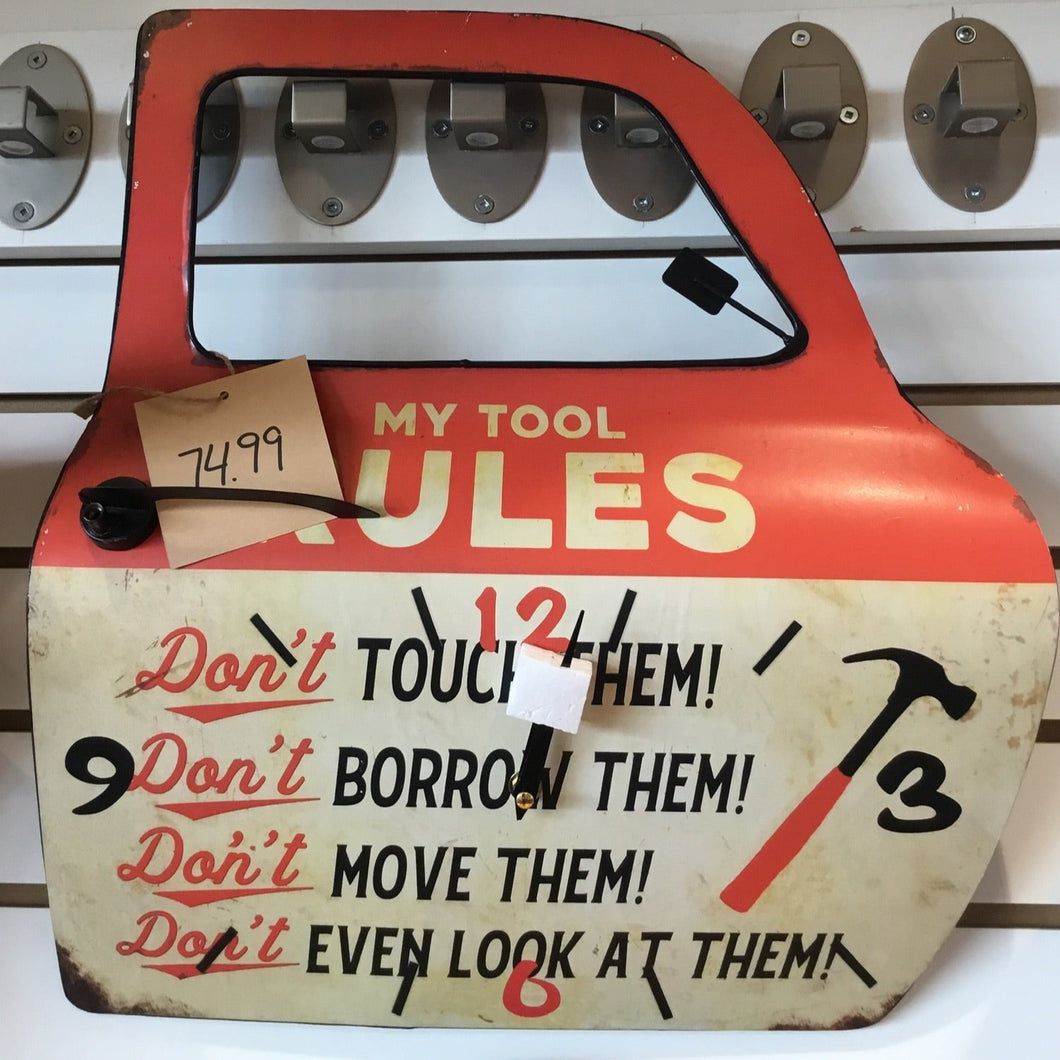 74.99
MY TOOL
RULES
12
Don't TOUCH THEM!
Don't BORROW THEM!
9
3
Don't MOVE THEM!
Don't EVEN LOOK AT THEM!
6